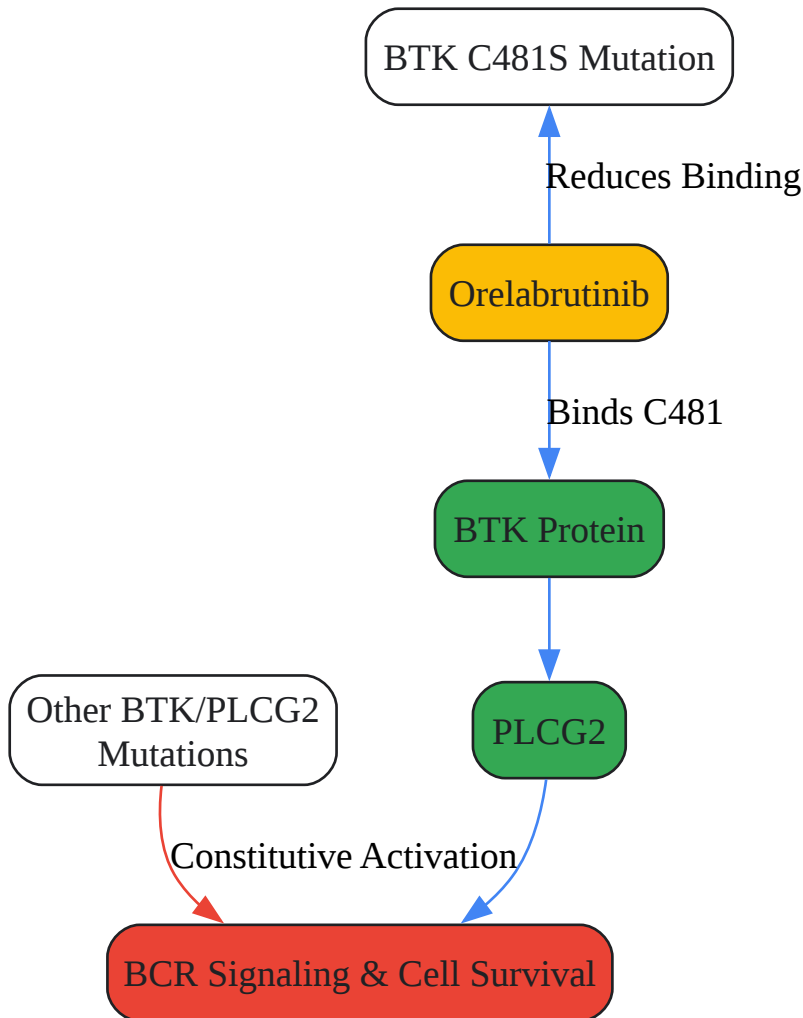 BTK C481S Mutation
Reduces Binding
Orelabrutinib
Binds C481
BTK Protein
Other BTK/PLCG2
Mutations
PLCG2
Constitutive Activation
BCR Signaling & Cell Survival